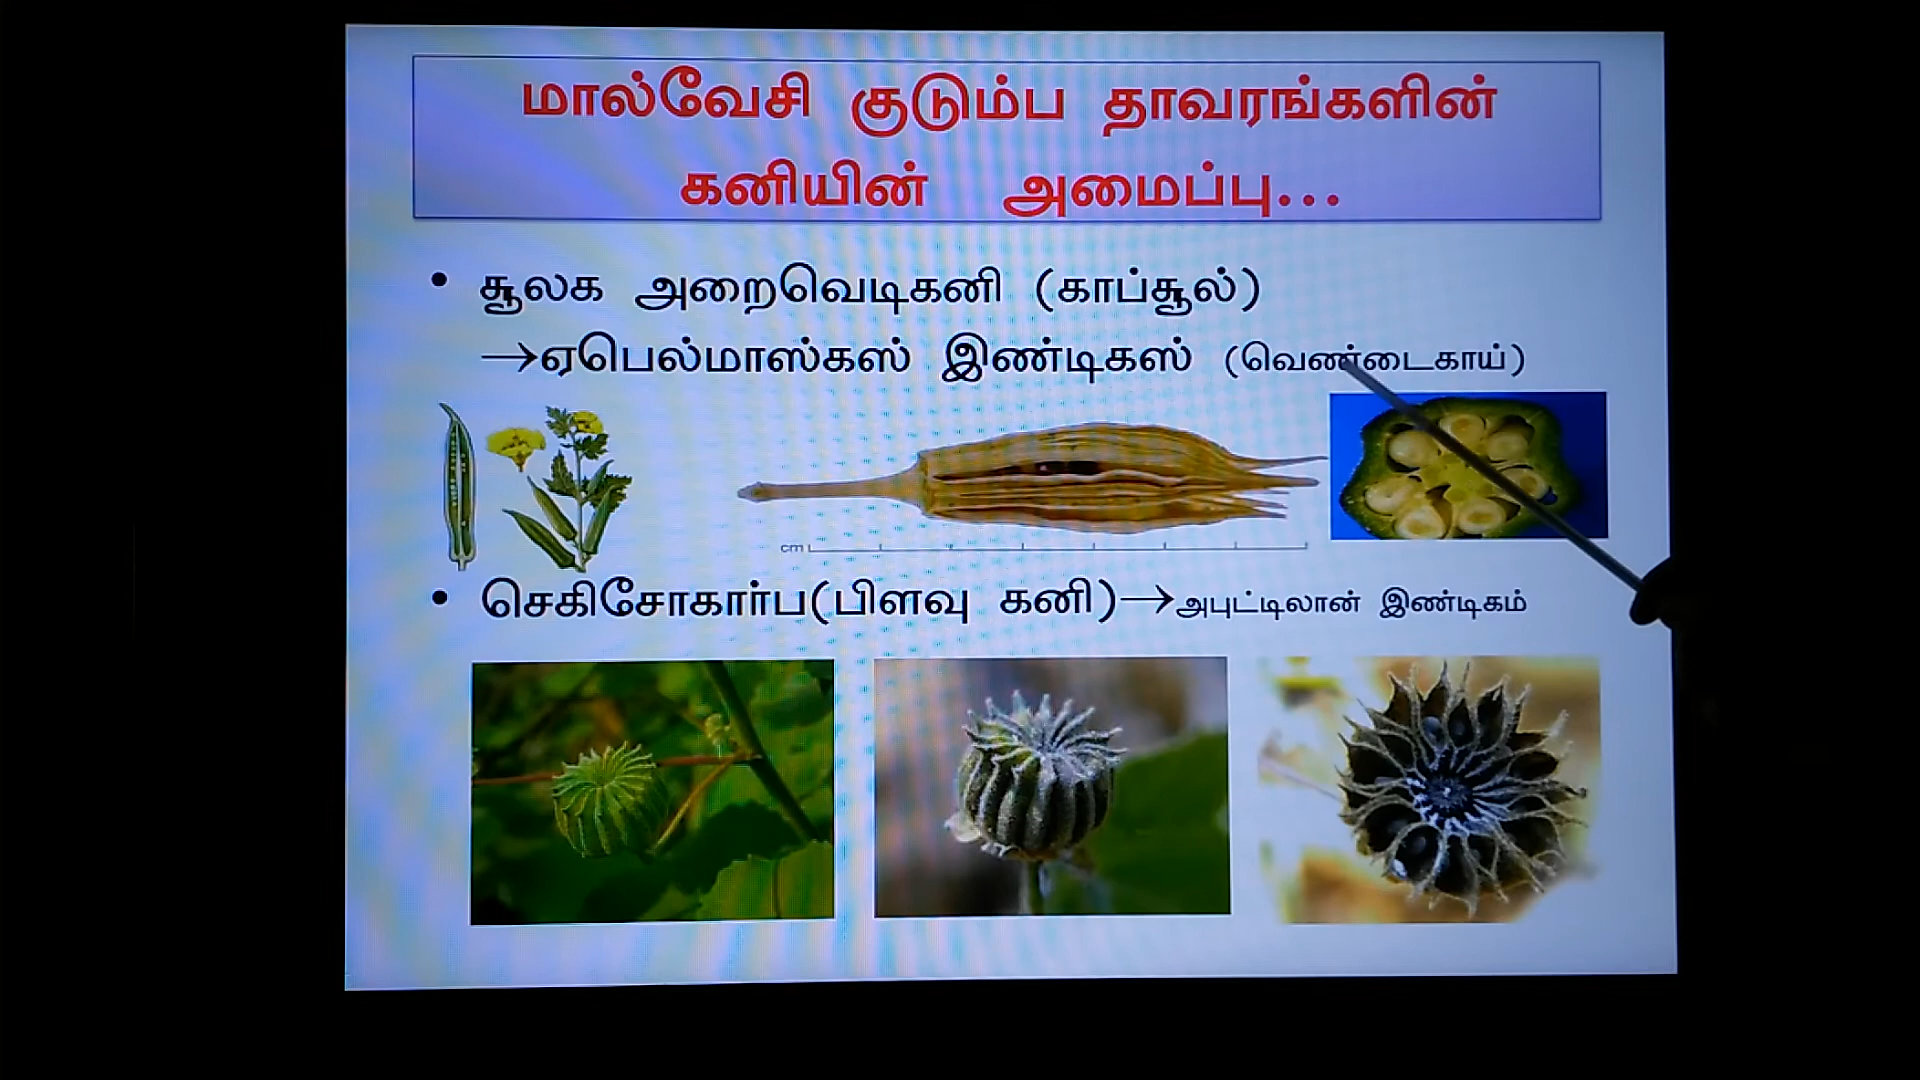 மால்வேசி குடும்ப தாவரங்களின்
கனியின் அமைப்பு...
• சூலக அறைவெடிகனி (காப்சூல்)
→ஏபெல்மாஸ்கஸ் இண்டிகஸ் (வெண்டைகாய்)
cm
• செகிசோகார்ப(பிளவு கனி)→அபுட்டிலான் இண்டிகம்